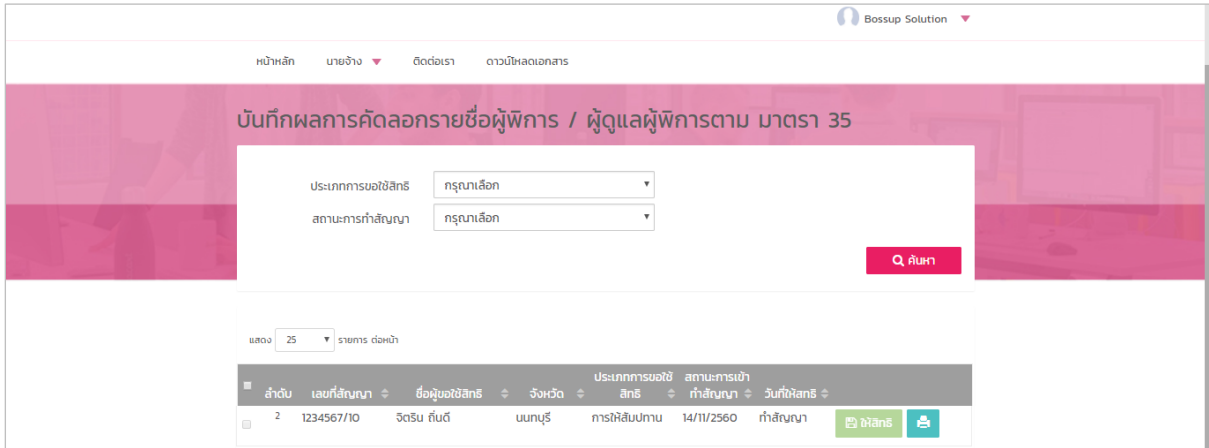 Bossup Solution
หน้าหลัก นายจ้าง ติดต่อเรา ดาวน์โหลดเอกสาร
บันทึกผลการคัดลอกรายชื่อผู้พิการ / ผู้ดูแลผู้พิการตาม มาตรา 35
ประเภทการขอใช้สิทธิ กรุณาเลือก
สถานะการทำสัญญา กรุณาเลือก
ค้นหา
แสดง 25 รายการ ต่อหน้า
ลำดับ เลขที่สัญญา ชื่อผู้ขอใช้สิทธิ จังหวัด ประเภทการขอใช้สิทธิ สถานะการเข้าทำสัญญา วันที่ให้สทธิ
2 1234567/10 จิตริน ถิ่นดี นนทบุรี การให้สัมปทาน 14/11/2560 ทำสัญญา ให้สิทธิ